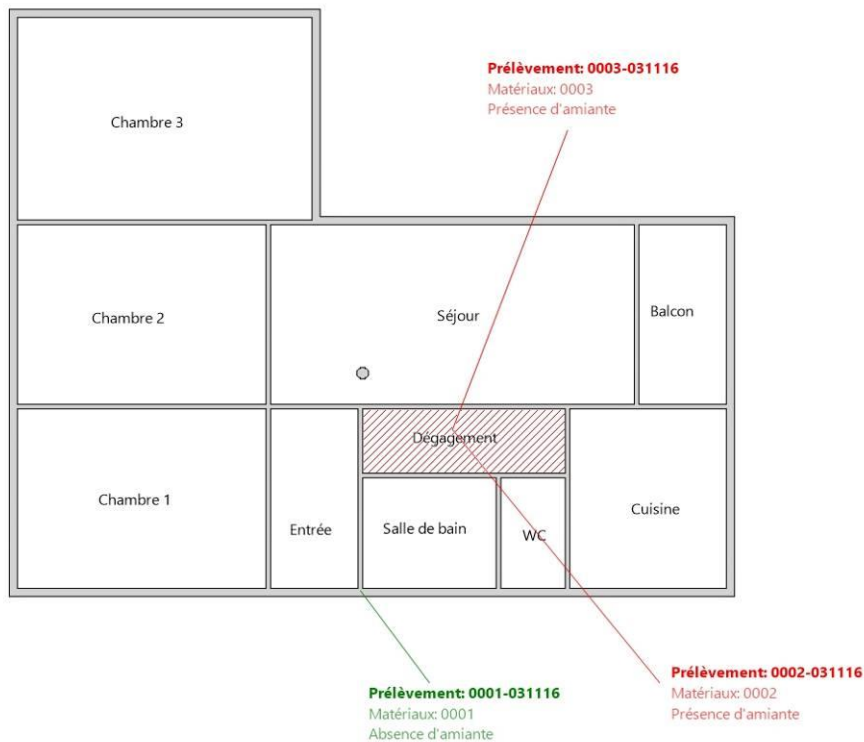 Prélèvement: 0003-031116
Matériaux: 0003
Présence d'amiante
Chambre 3
Chambre 2
Séjour
Balcon
Dégagement
Chambre 1
Entrée
Salle de bain
WC
Cuisine
Prélèvement: 0002-031116
Matériaux: 0002
Présence d'amiante
Prélèvement: 0001-031116
Matériaux: 0001
Absence d'amiante